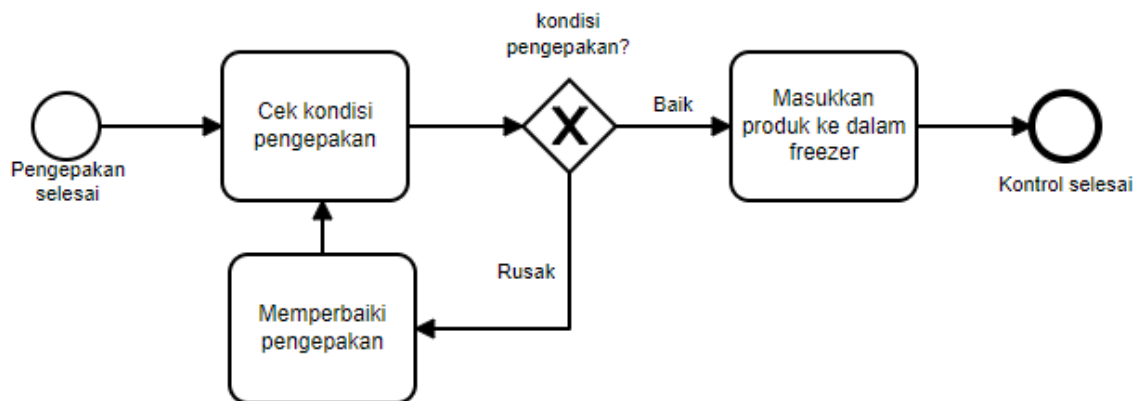 Pengepakan
selesai
Cek kondisi
pengepakan
kondisi
pengepakan?
X
Baik
Masukkan
produk ke dalam
freezer
Kontrol selesai
Rusak
Memperbaiki
pengepakan